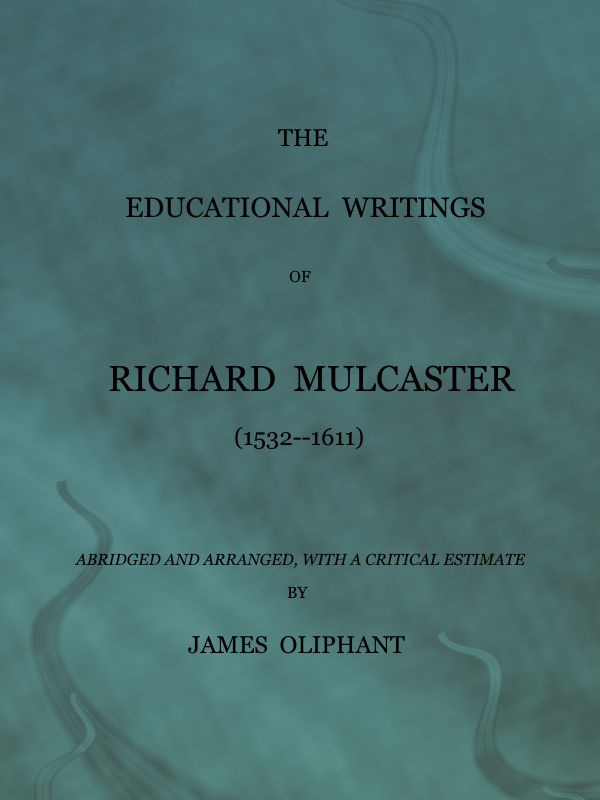 THE
EDUCATIONAL WRITINGS
OF
RICHARD MULCASTER
(1532--1611)
ABRIDGED AND ARRANGED, WITH A CRITICAL ESTIMATE
BY
JAMES OLIPHANT